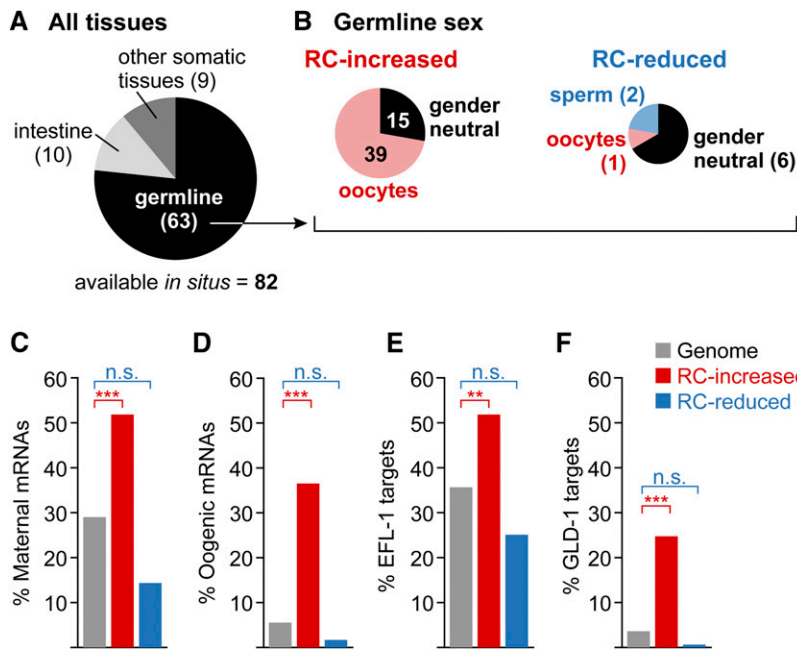 A All tissues
other somatic
tissues (9)
intestine
(10)
germline
(63)
available in situs = 82
B Germline sex
RC-increased
15
gender
neutral
39
oocytes
RC-reduced
sperm (2)
oocytes
(1)
gender
neutral (6)
C
% Maternal mRNAs
60
50
40
30
20
10
n.s.
***
D
% Oogenic mRNAs
60
50
40
30
20
10
n.s.
***
E
% EFL-1 targets
60
50
40
30
20
10
n.s.
**
F
% GLD-1 targets
60
50
40
30
20
10
n.s.
***
Genome
RC-increased
RC-reduced